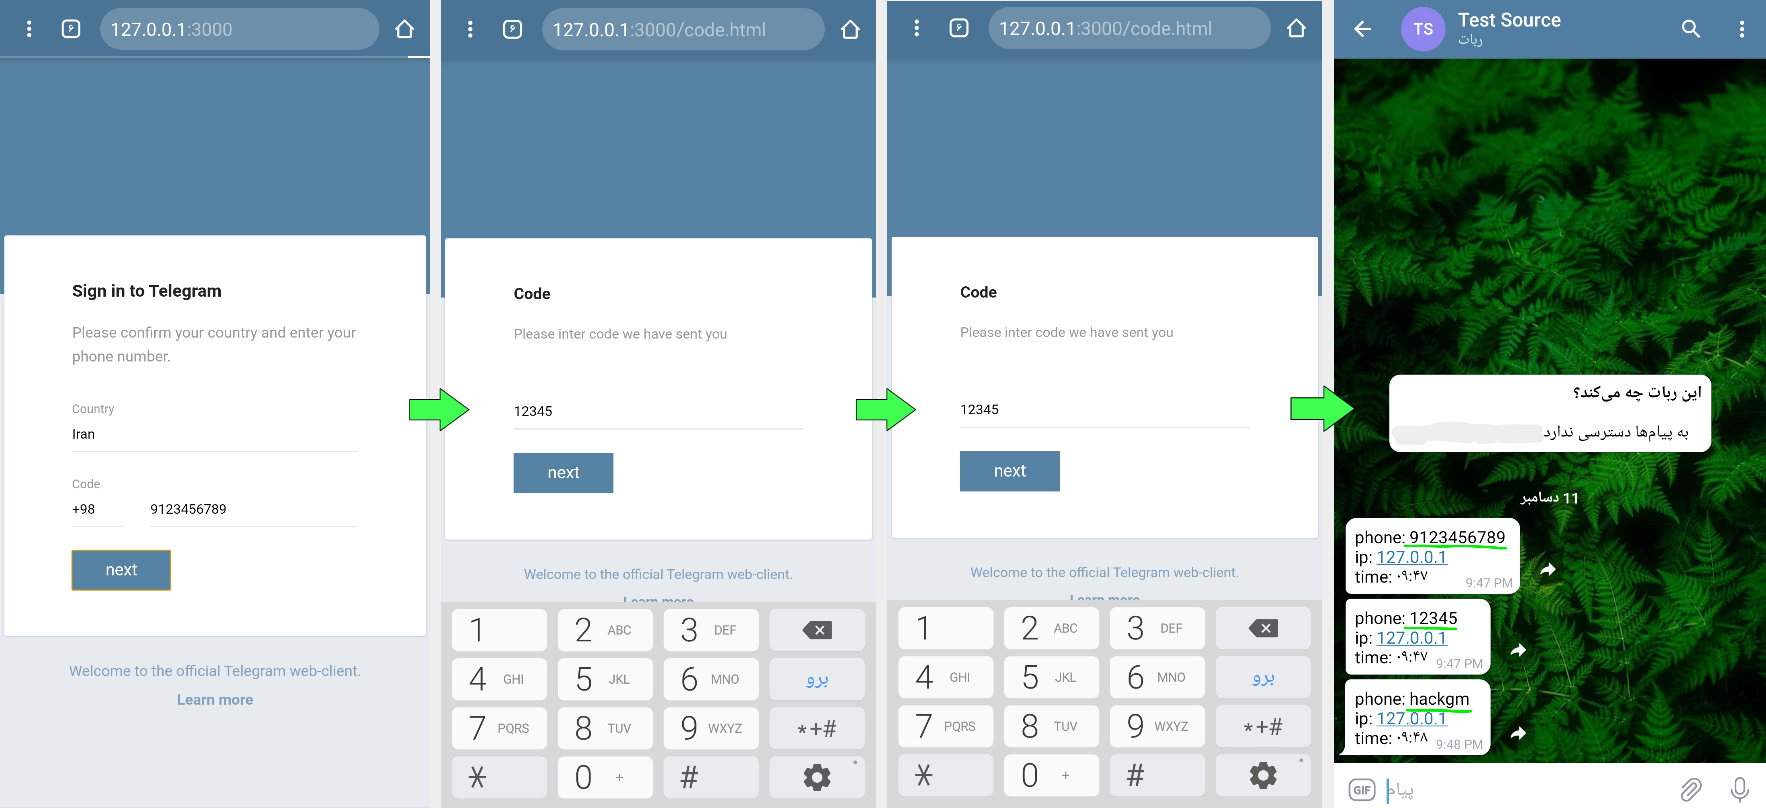 127.0.0.1:3000
Sign in to Telegram
Please confirm your country and enter your
phone number.
Country
Iran
Code
+98 9123456789
next
Welcome to the official Telegram web-client.
Learn more
۶
127.0.0.1:3000/code.html
Code
Please inter code we have sent you
12345
next
Welcome to the official Telegram web-client.
Learn more
1 2 ABC 3 DEF
4 GHI 5 JKL 6 MNO برو
7 PQRS 8 TUV 9 WXYZ *+#
* 0 + #
۶
127.0.0.1:3000/code.html
Code
Please inter code we have sent you
12345
next
Welcome to the official Telegram web-client.
Learn more
1 2 ABC 3 DEF
4 GHI 5 JKL 6 MNO برو
7 PQRS 8 TUV 9 WXYZ *+#
* 0 + #
TS Test Source
ربات
این ربات چه می‌کند؟
به پیام‌ها دسترسی ندارد
11 دسامبر
phone: 9123456789
ip: 127.0.0.1
time: ۰۹:۴۷ 9:47 PM
phone: 12345
ip: 127.0.0.1
time: ۰۹:۴۷ 9:47 PM
phone: hackgm
ip: 127.0.0.1
time: ۰۹:۴۸ 9:48 PM
GIF پیام